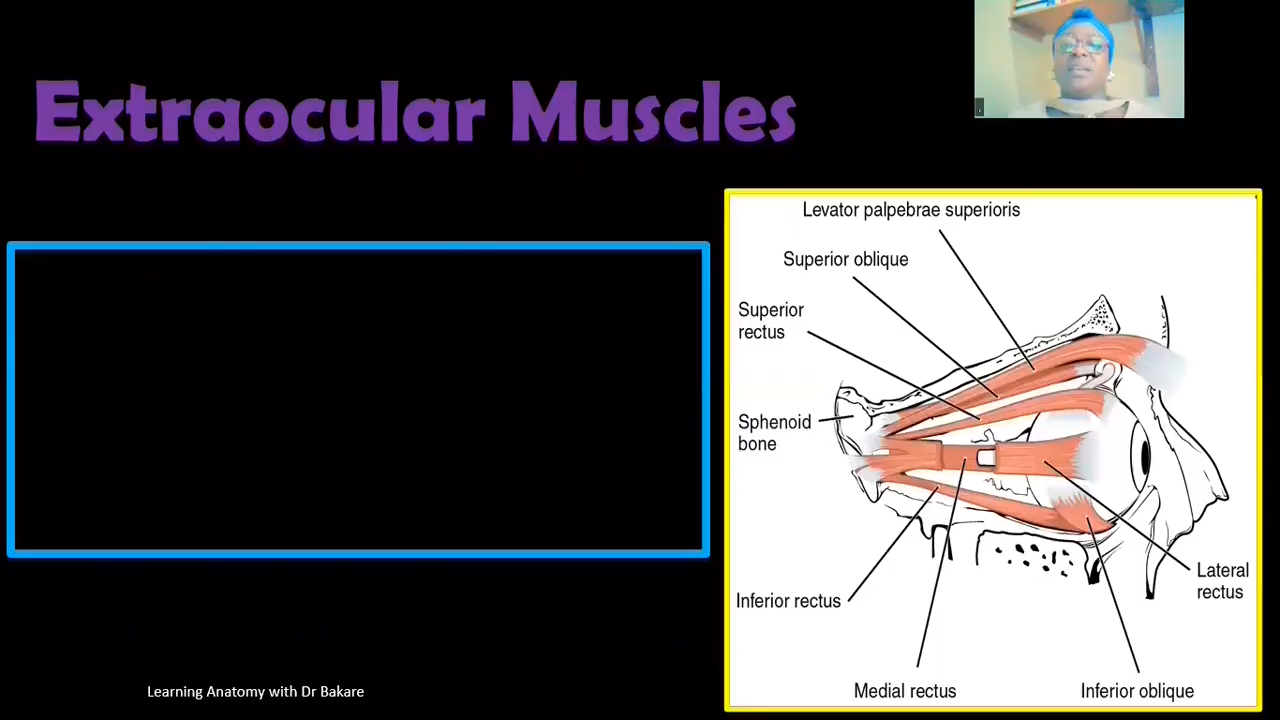 Extraocular Muscles
Levator palpebrae superioris
Superior oblique
Superior
rectus
Sphenoid
bone
Inferior rectus
Medial rectus
Inferior oblique
Lateral
rectus
Learning Anatomy with Dr Bakare